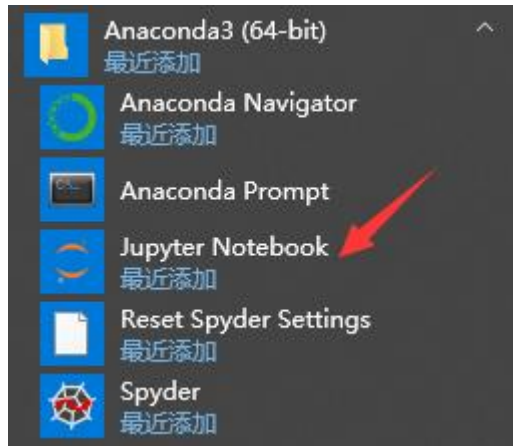 Anaconda3 (64-bit)
最近添加
Anaconda Navigator
最近添加
Anaconda Prompt
Jupyter Notebook
最近添加
Reset Spyder Settings
最近添加
Spyder
最近添加